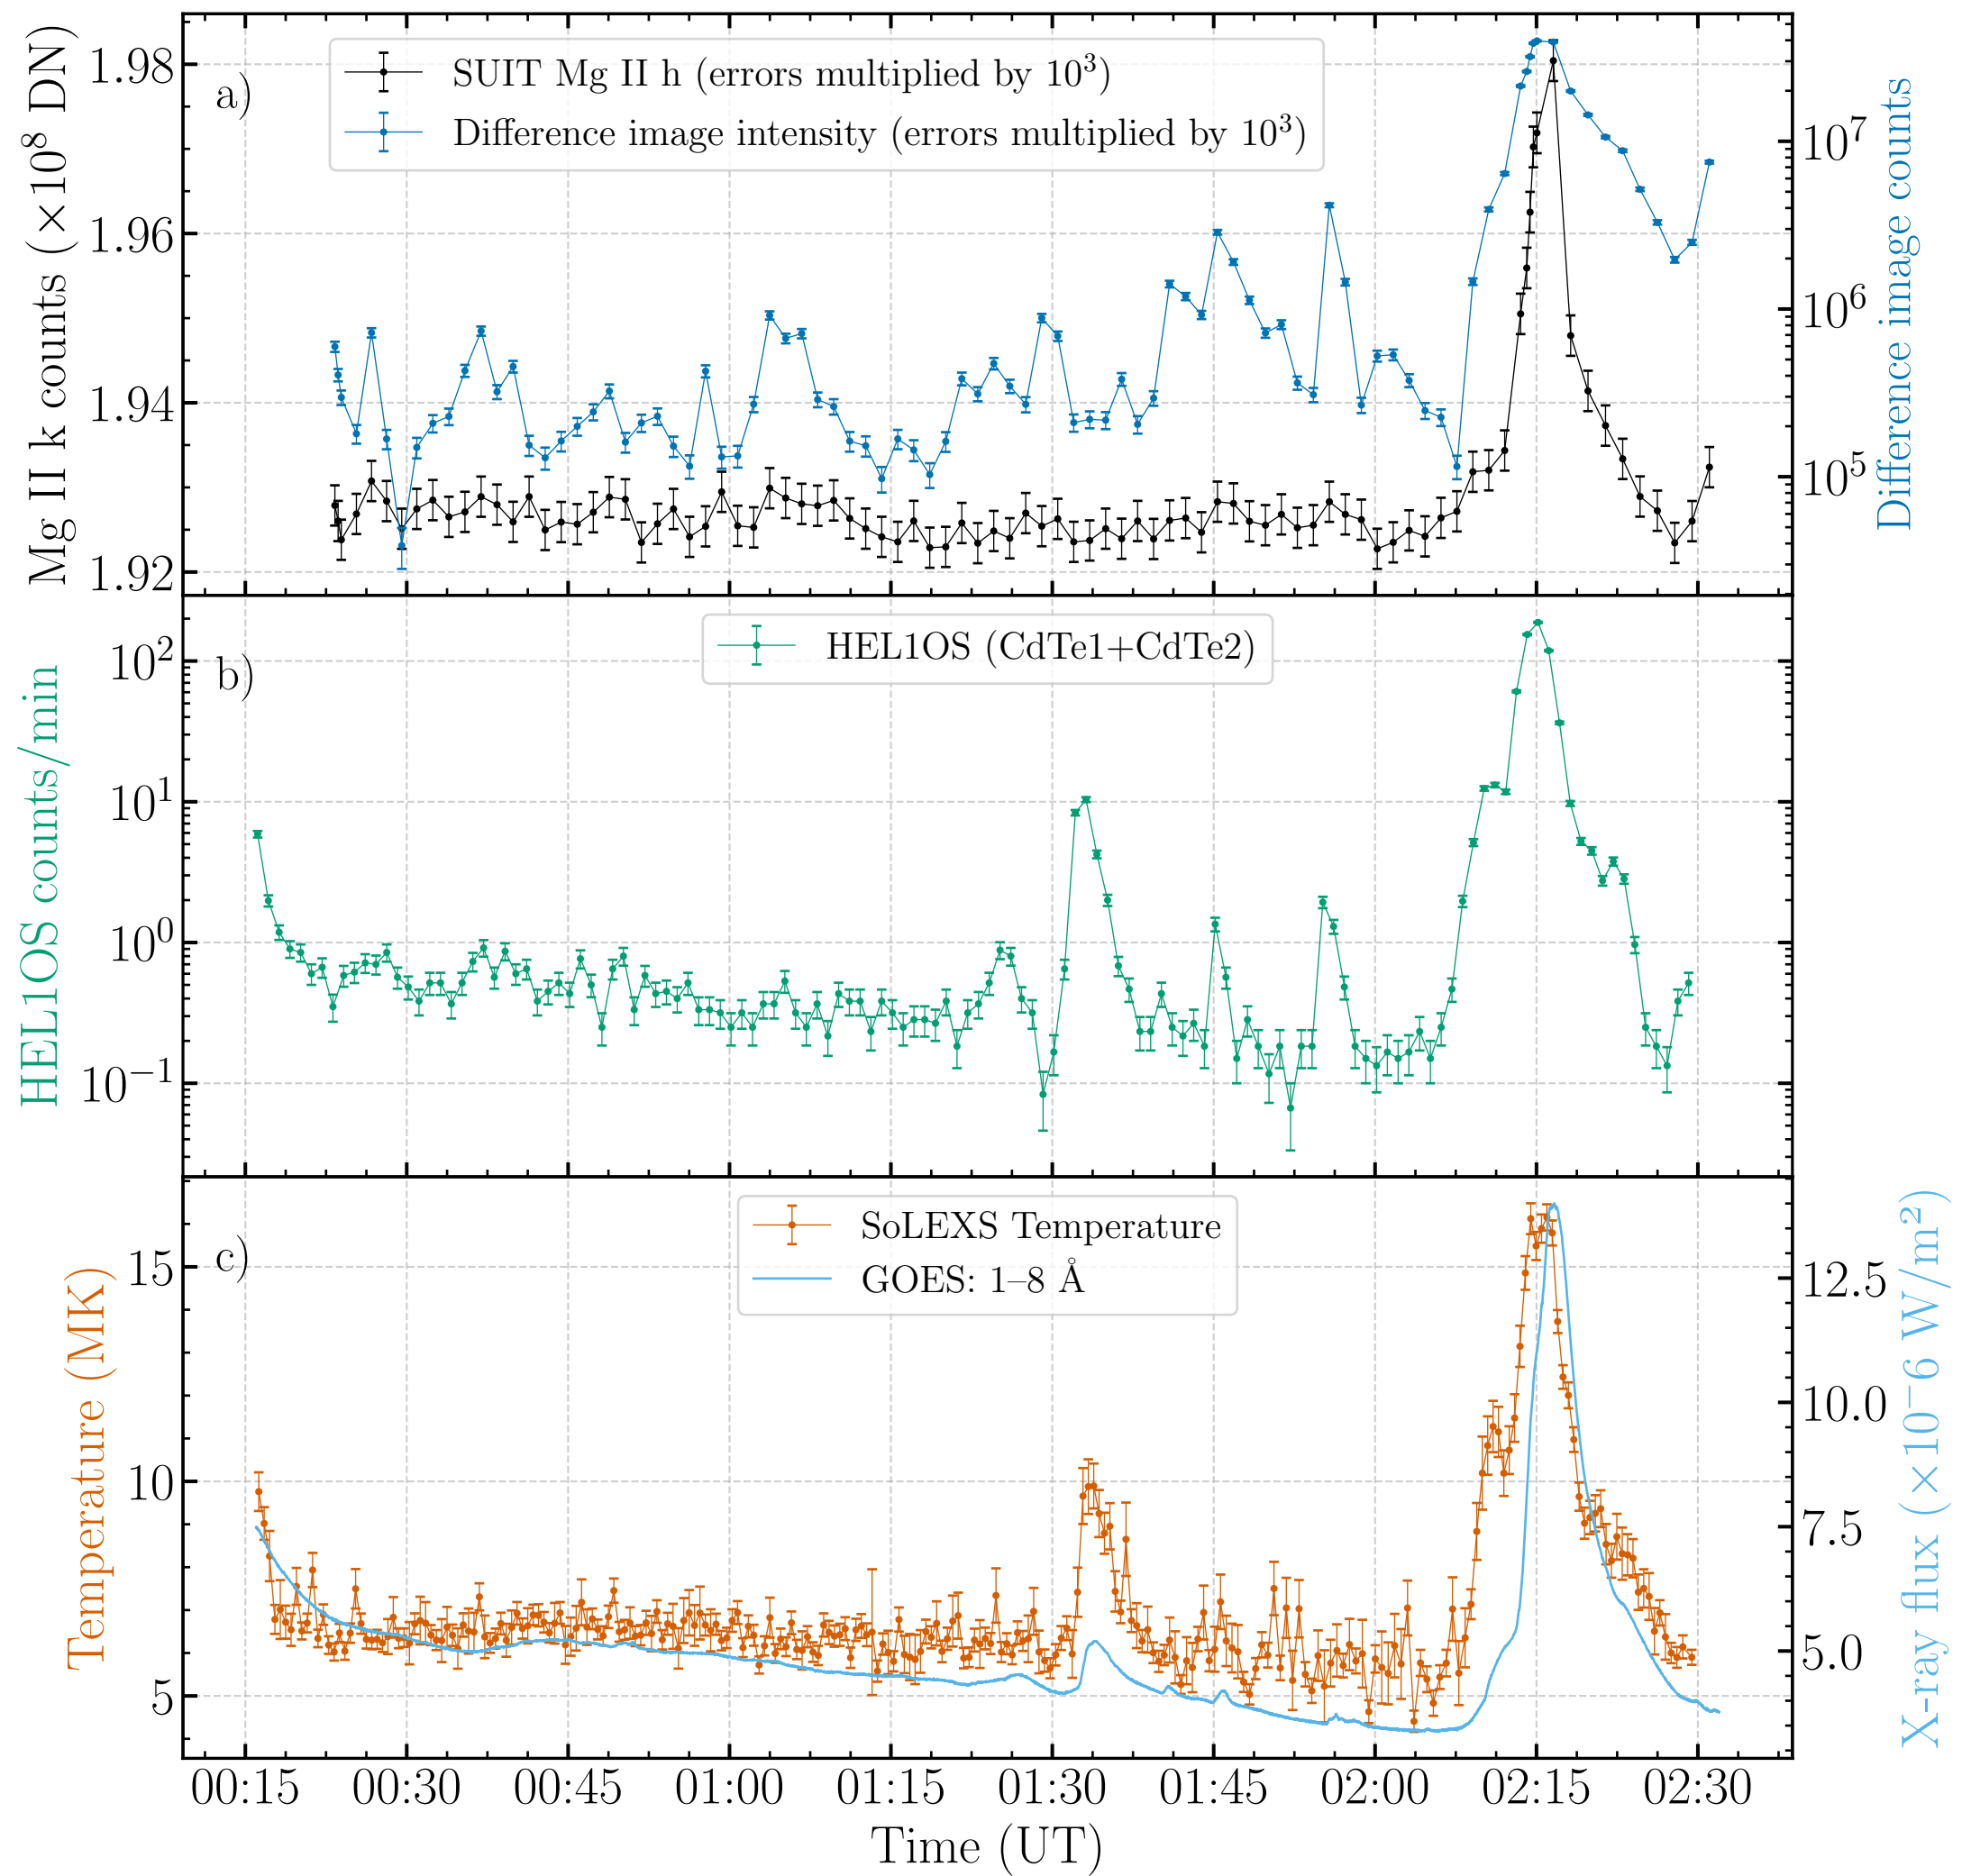 a)
SUIT Mg II h (errors multiplied by 10³)
Difference image intensity (errors multiplied by 10³)
Mg II k counts (×10⁸ DN)
1.98
1.96
1.94
1.92
10⁷
10⁶
10⁵
Difference image counts
b)
HEL1OS (CdTe1+CdTe2)
HEL1OS counts/min
10²
10¹
10⁰
10⁻¹
c)
SoLEXS Temperature
GOES: 1–8 Å
Temperature (MK)
15
10
5
12.5
10.0
7.5
5.0
X-ray flux (×10⁻6 W/m²)
00:15 00:30 00:45 01:00 01:15 01:30 01:45 02:00 02:15 02:30
Time (UT)